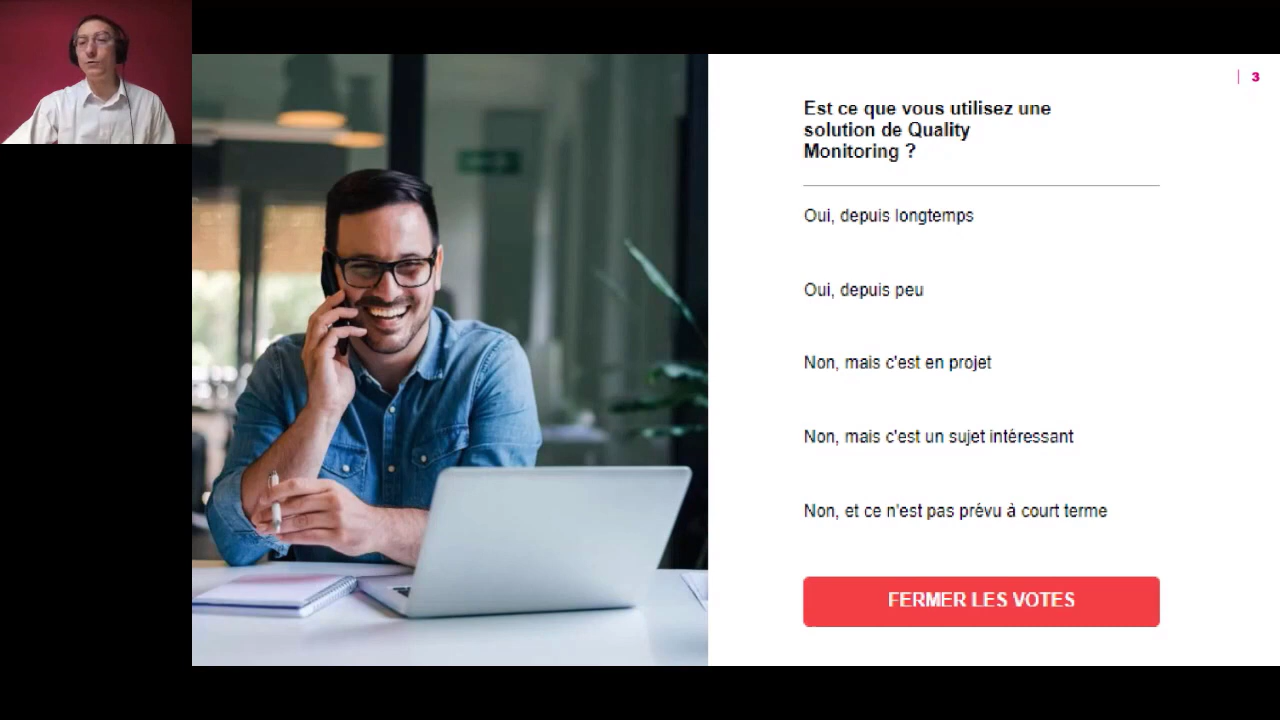 3
Est ce que vous utilisez une
solution de Quality
Monitoring ?
Oui, depuis longtemps
Oui, depuis peu
Non, mais c'est en projet
Non, mais c'est un sujet intéressant
Non, et ce n'est pas prévu à court terme
FERMER LES VOTES